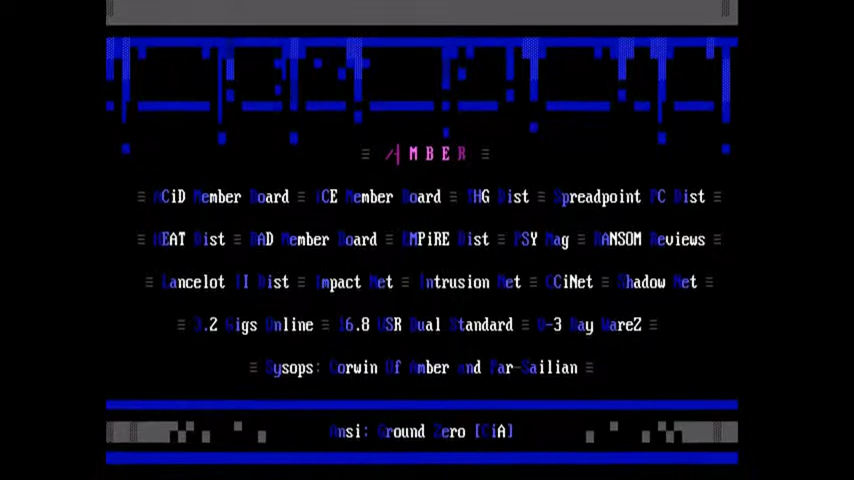 ≡ AMBER ≡
≡ ACiD Member Board ≡ iCE Member Board ≡ THG Dist ≡ Spreadpoint PC Dist ≡
≡ HEAT Dist ≡ DAD Member Board ≡ EMPiRE Dist ≡ PSY Mag ≡ RANSOM Reviews ≡
≡ Lancelot II Dist ≡ Impact Net ≡ Intrusion Net ≡ CCiNet ≡ Shadow Net ≡
≡ 3.2 Gigs Online ≡ 16.8 USR Dual Standard ≡ 0-3 Day WareZ ≡
≡ Sysops: Corwin Of Amber and Par-Sailian ≡
Ansi: Ground Zero [CiA]